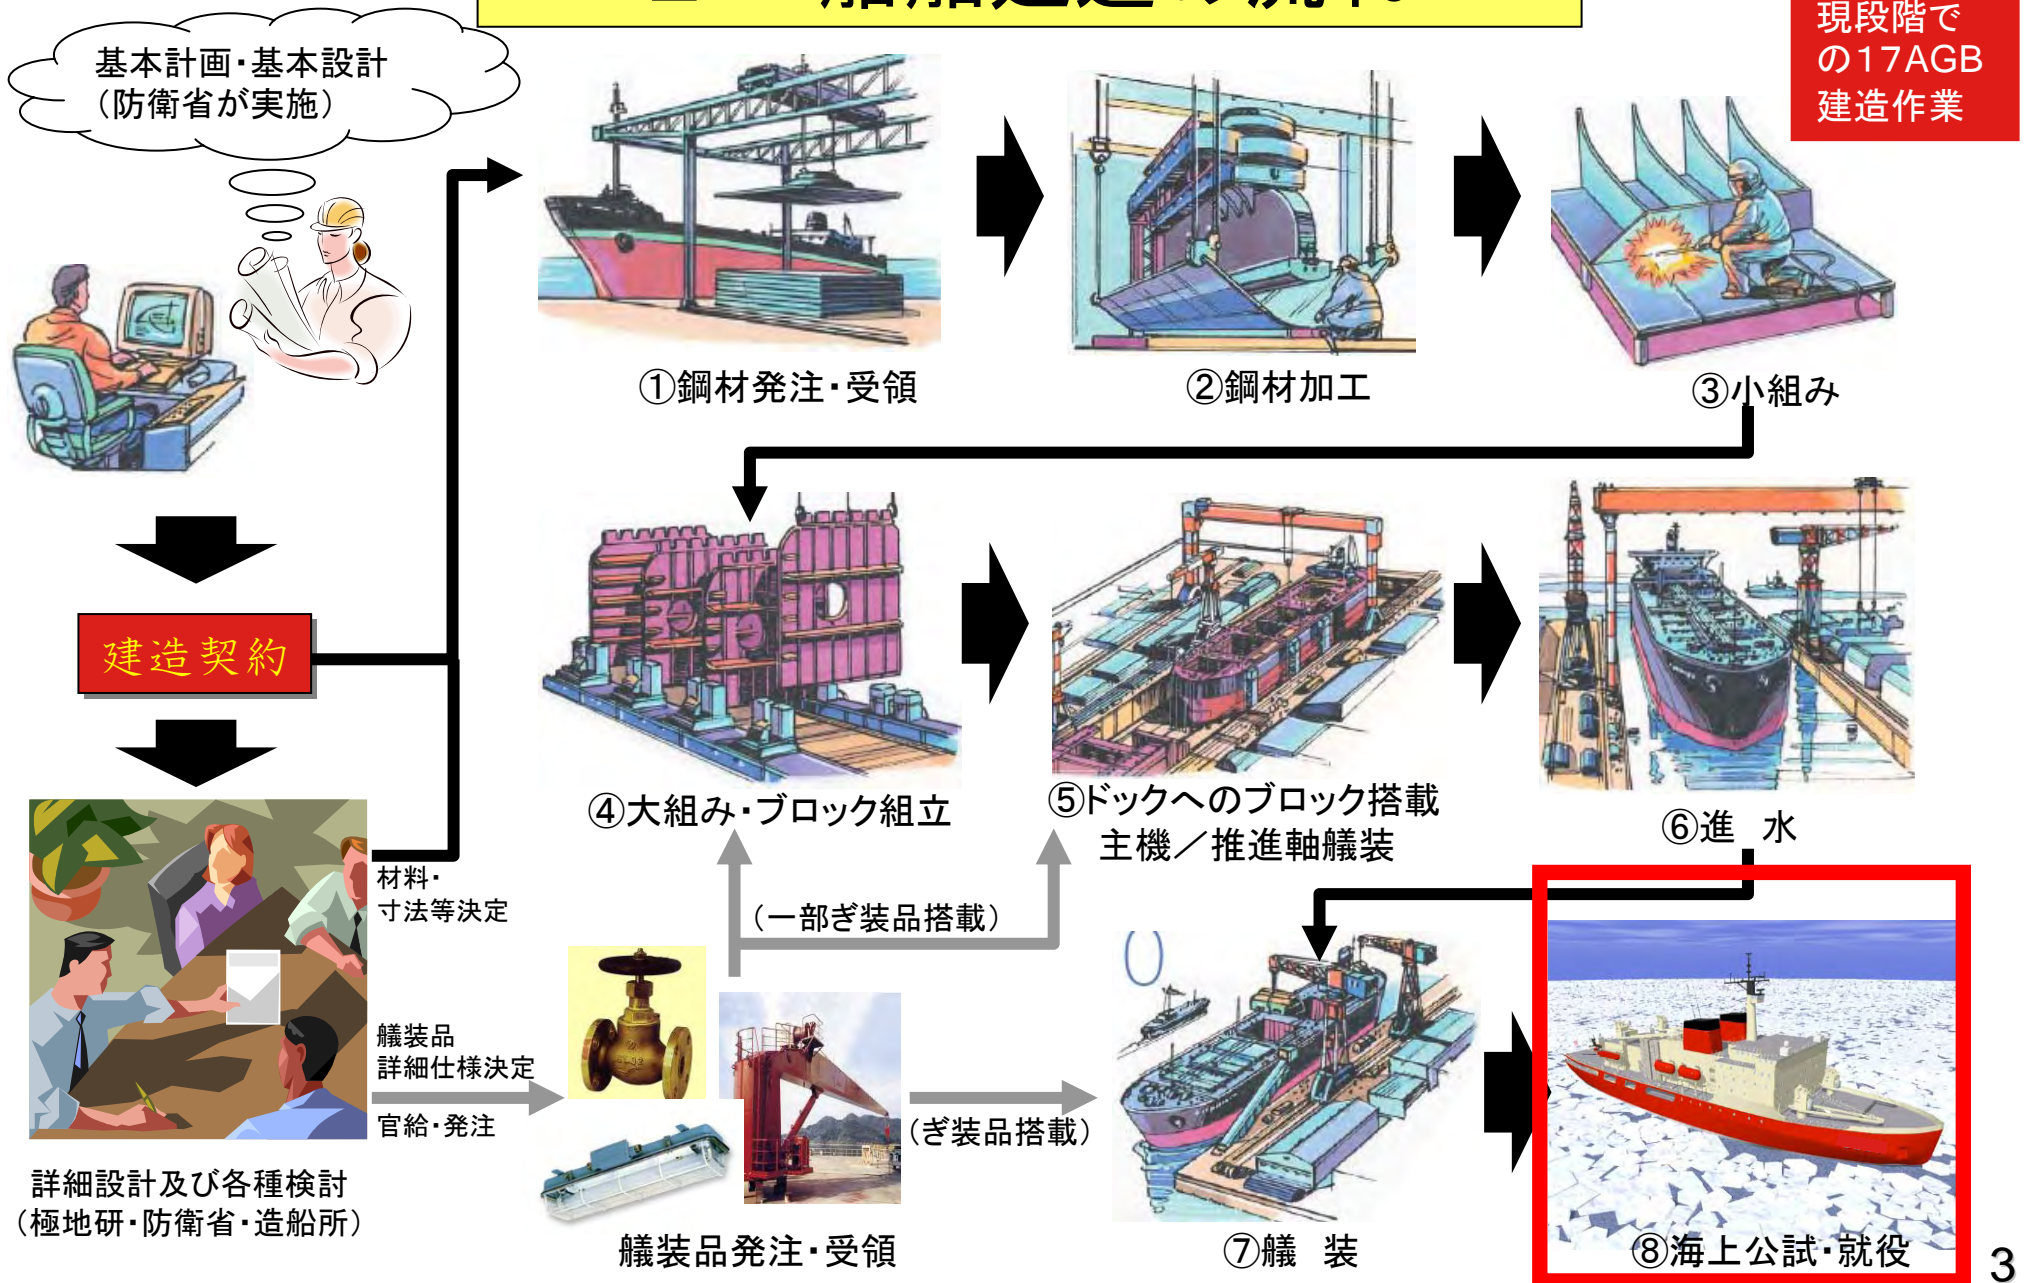 現段階で
の17AGB
建造作業
基本計画・基本設計
（防衛省が実施）
①鋼材発注・受領
②鋼材加工
③小組み
建造契約
④大組み・ブロック組立
⑤ドックへのブロック搭載
主機／推進軸艤装
⑥進　水
材料・
寸法等決定
（一部ぎ装品搭載）
艤装品
詳細仕様決定
官給・発注
（ぎ装品搭載）
詳細設計及び各種検討
（極地研・防衛省・造船所）
艤装品発注・受領
⑦艤　装
⑧海上公試・就役
3